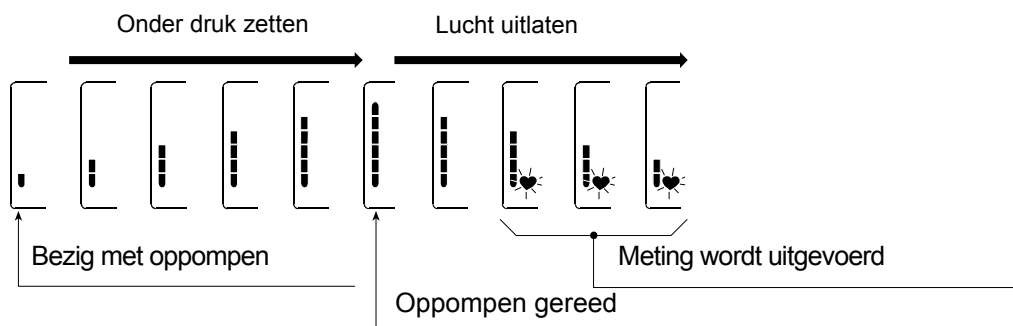 Onder druk zetten
Lucht uitlaten
Bezig met oppompen
Meting wordt uitgevoerd
Oppompen gereed